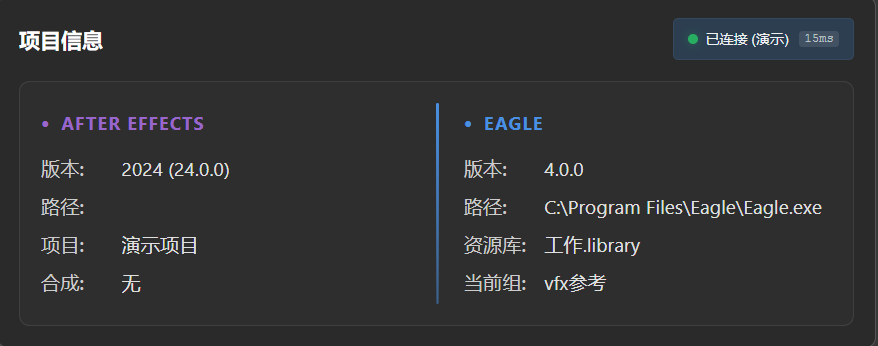 项目信息
已连接 (演示) 15ms
• AFTER EFFECTS
版本: 2024 (24.0.0)
路径:
项目: 演示项目
合成: 无
• EAGLE
版本: 4.0.0
路径: C:\Program Files\Eagle\Eagle.exe
资源库: 工作.library
当前组: vfx参考